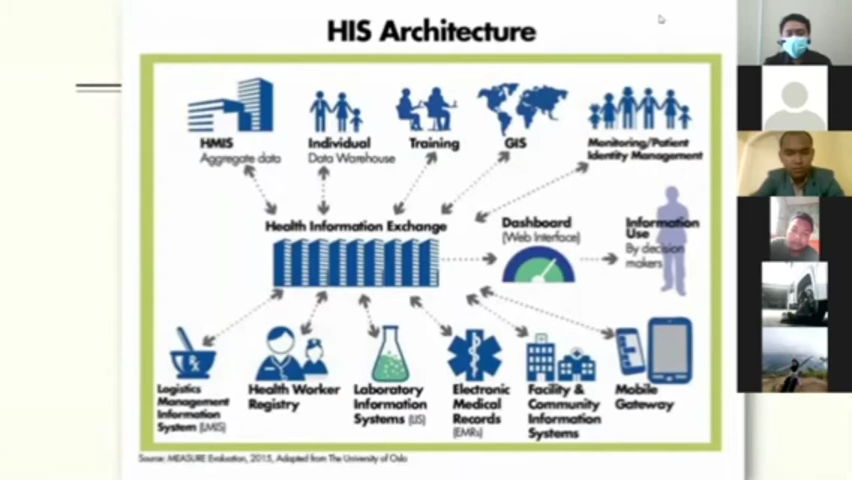 HIS Architecture
HMIS
Aggregate data
Individual
Data Warehouse
Training
GIS
Monitoring/Patient
Identity Management
Health Information Exchange
Dashboard
(Web Interface)
Information
Use
By decision
makers
Rx
Logistics
Management
Information
System (LMIS)
Health Worker
Registry
Laboratory
Information
Systems (LIS)
Electronic
Medical
Records
(EMRs)
Facility &
Community
Information
Systems
Mobile
Gateway
Source: MEASURE Evaluation, 2015, Adapted from The University of Oslo